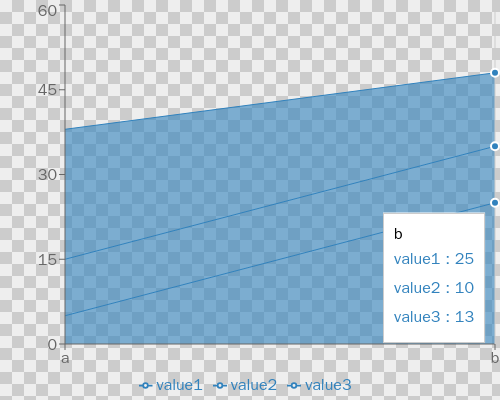 60
45
30
15
0
b
value1 : 25
value2 : 10
value3 : 13
a b
value1 value2 value3